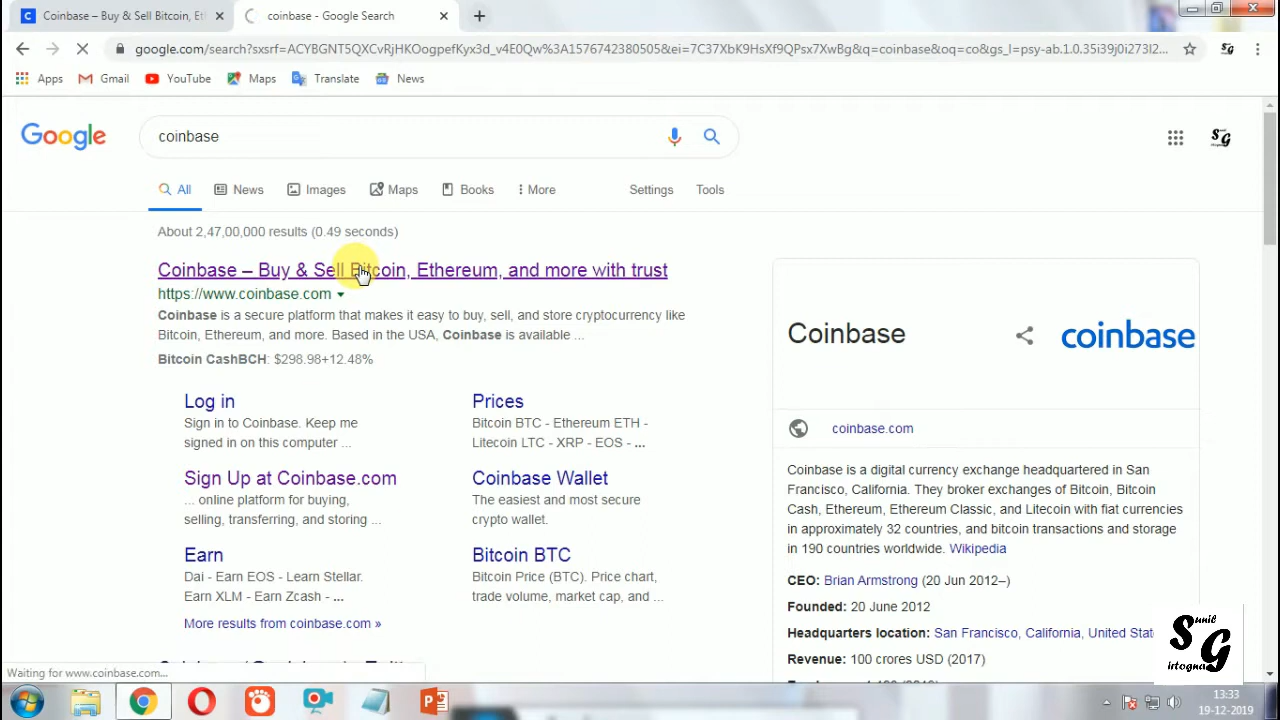 Coinbase – Buy & Sell Bitcoin, Et
coinbase - Google Search
google.com/search?sxsrf=ACYBGNT5QXCvRjHKOogpefKyx3d_v4E0Qw%3A1576742380505&ei=7C37XbK9HsXf9QPsx7XwBg&q=coinbase&oq=co&gs_l=psy-ab.1.0.35i39j0i273l2...
Apps
Gmail
YouTube
Maps
Translate
News
Google
coinbase
SG
All
News
Images
Maps
Books
More
Settings
Tools
About 2,47,00,000 results (0.49 seconds)
Coinbase – Buy & Sell Bitcoin, Ethereum, and more with trust
https://www.coinbase.com
Coinbase is a secure platform that makes it easy to buy, sell, and store cryptocurrency like
Bitcoin, Ethereum, and more. Based in the USA, Coinbase is available ...
Bitcoin CashBCH: $298.98+12.48%
Log in
Sign in to Coinbase. Keep me
signed in on this computer ...
Prices
Bitcoin BTC - Ethereum ETH -
Litecoin LTC - XRP - EOS - ...
Sign Up at Coinbase.com
... online platform for buying,
selling, transferring, and storing ...
Coinbase Wallet
The easiest and most secure
crypto wallet.
Earn
Dai - Earn EOS - Learn Stellar.
Earn XLM - Earn Zcash - ...
Bitcoin BTC
Bitcoin Price (BTC). Price chart,
trade volume, market cap, and ...
More results from coinbase.com »
Coinbase
coinbase
coinbase.com
Coinbase is a digital currency exchange headquartered in San
Francisco, California. They broker exchanges of Bitcoin, Bitcoin
Cash, Ethereum, Ethereum Classic, and Litecoin with fiat currencies
in approximately 32 countries, and bitcoin transactions and storage
in 190 countries worldwide. Wikipedia
CEO: Brian Armstrong (20 Jun 2012–)
Founded: 20 June 2012
Headquarters location: San Francisco, California, United Stat
Revenue: 100 crores USD (2017)
Sunil
Girtogna
Waiting for www.coinbase.com...
13:33
19-12-2019